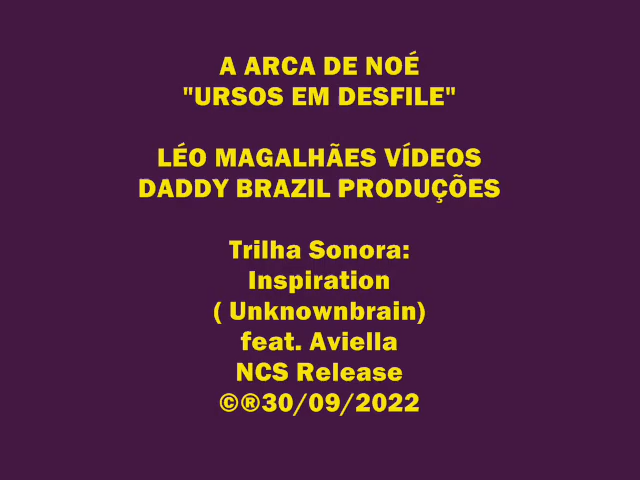 A ARCA DE NOÉ
"URSOS EM DESFILE"
LÉO MAGALHÃES VÍDEOS
DADDY BRAZIL PRODUÇÕES
Trilha Sonora:
Inspiration
( Unknownbrain)
feat. Aviella
NCS Release
©®30/09/2022